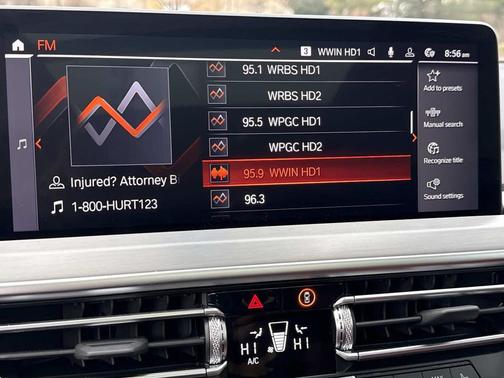 FM
3 WWIN HD1
8:56 am
95.1 WRBS HD1
WRBS HD2
95.5 WPGC HD1
WPGC HD2
95.9 WWIN HD1
96.3
Injured? Attorney B
1-800-HURT123
Add to presets
Manual search
Recognize title
Sound settings
HI
HI
A/C
MAX